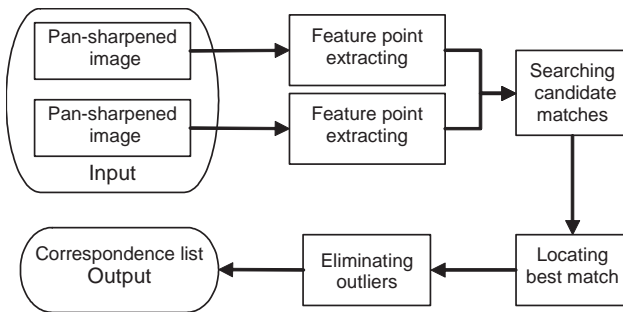 Pan-sharpened
image
Feature point
extracting
Pan-sharpened
image
Feature point
extracting
Input
Searching
candidate
matches
Correspondence list
Output
Eliminating
outliers
Locating
best match